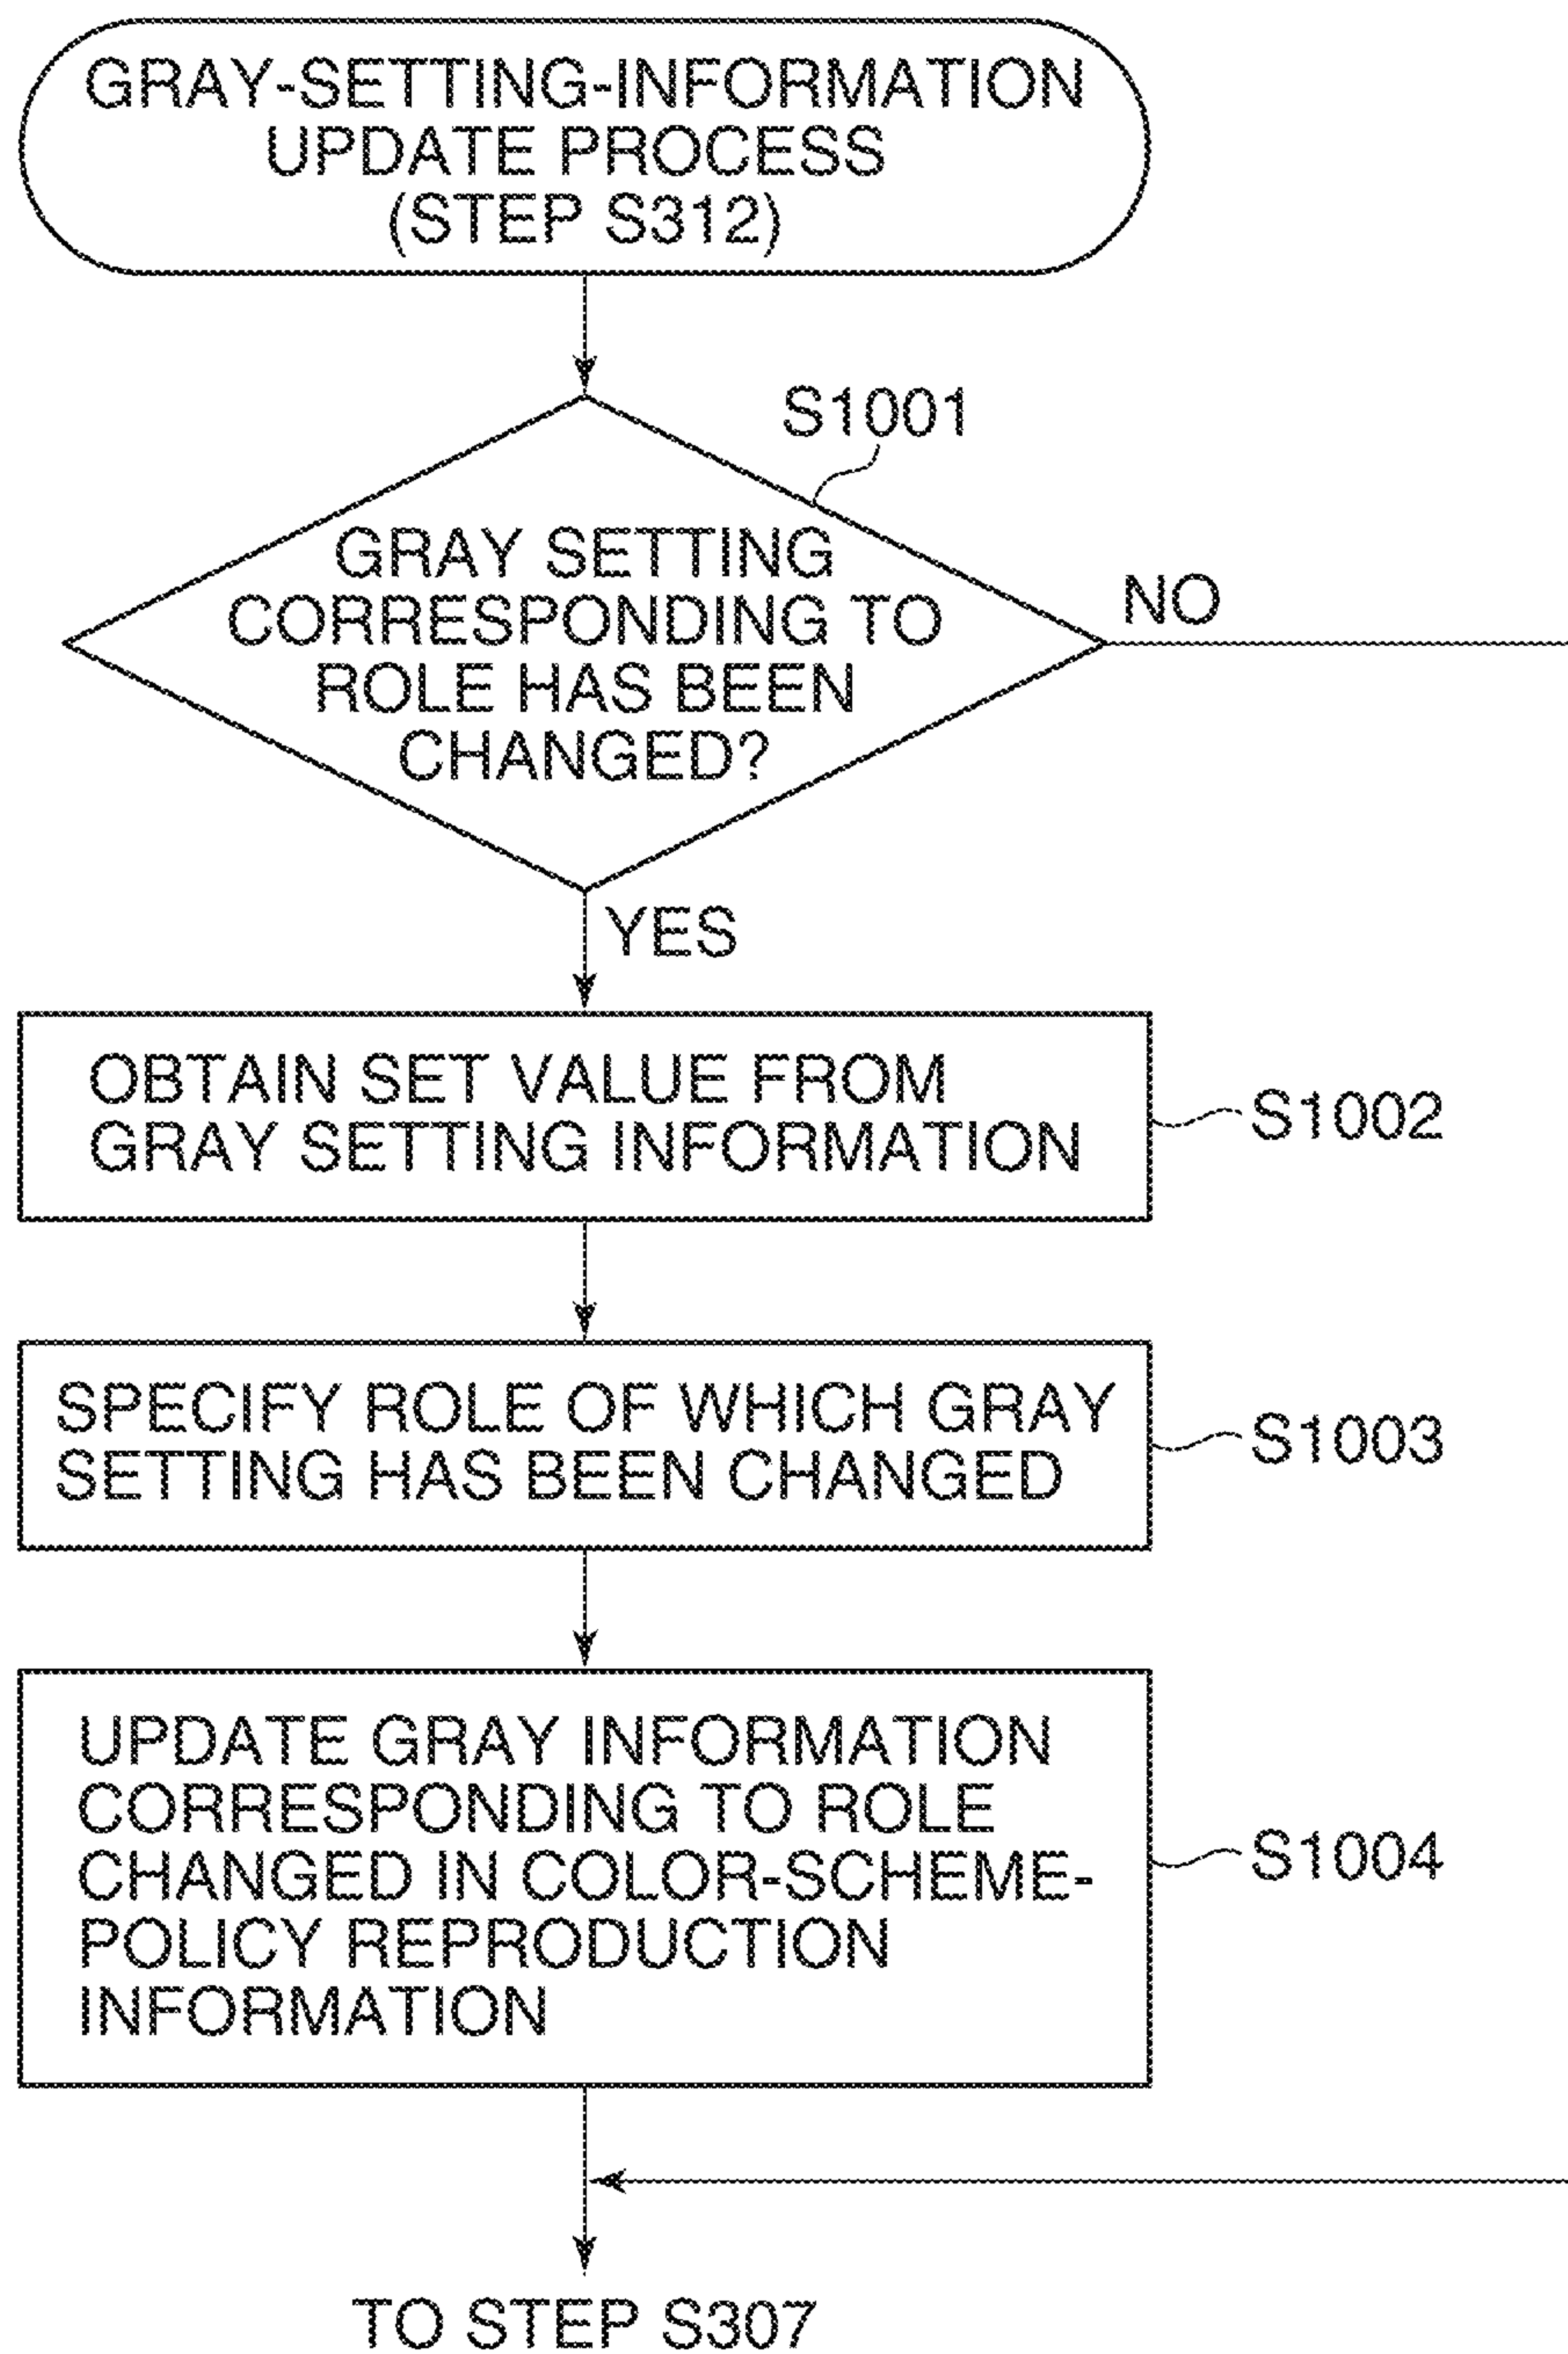 GRAY-SETTING-INFORMATION
UPDATE PROCESS
(STEP S312)
S1001
GRAY SETTING
CORRESPONDING TO
ROLE HAS BEEN
CHANGED?
NO
YES
OBTAIN SET VALUE FROM
GRAY SETTING INFORMATION
S1002
SPECIFY ROLE OF WHICH GRAY
SETTING HAS BEEN CHANGED
S1003
UPDATE GRAY INFORMATION
CORRESPONDING TO ROLE
CHANGED IN COLOR-SCHEME-
POLICY REPRODUCTION
INFORMATION
S1004
TO STEP S307